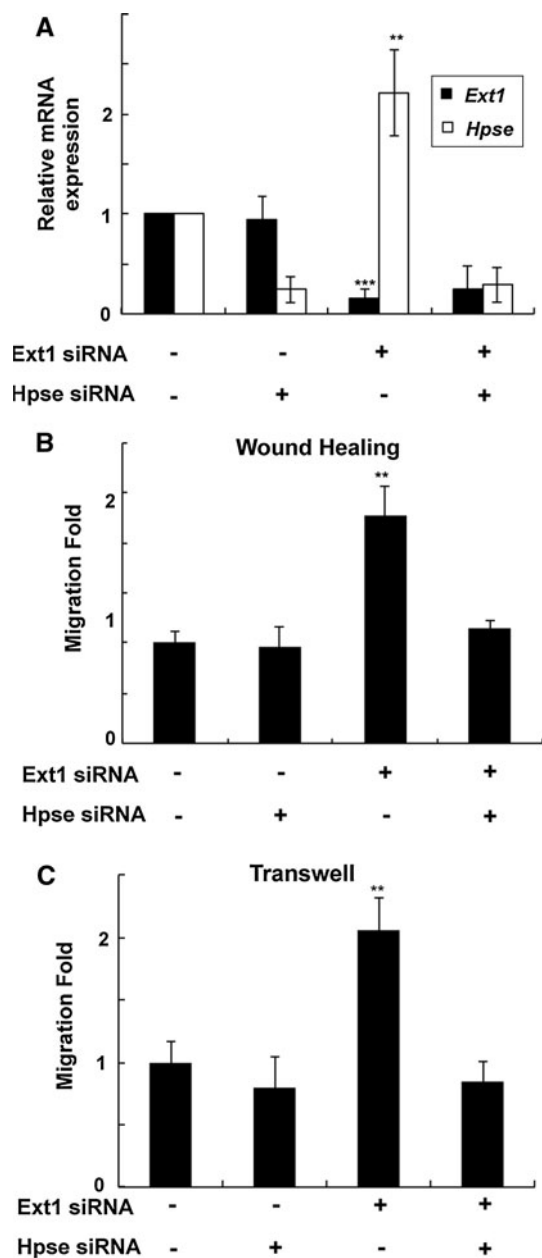 A
Relative mRNA
expression
2
1
0
**
***
Ext1
Hpse
Ext1 siRNA - - + +
Hpse siRNA - + - +
B
Wound Healing
Migration Fold
2
1
0
**
Ext1 siRNA - - + +
Hpse siRNA - + - +
C
Transwell
Migration Fold
2
1
0
**
Ext1 siRNA - - + +
Hpse siRNA - + - +